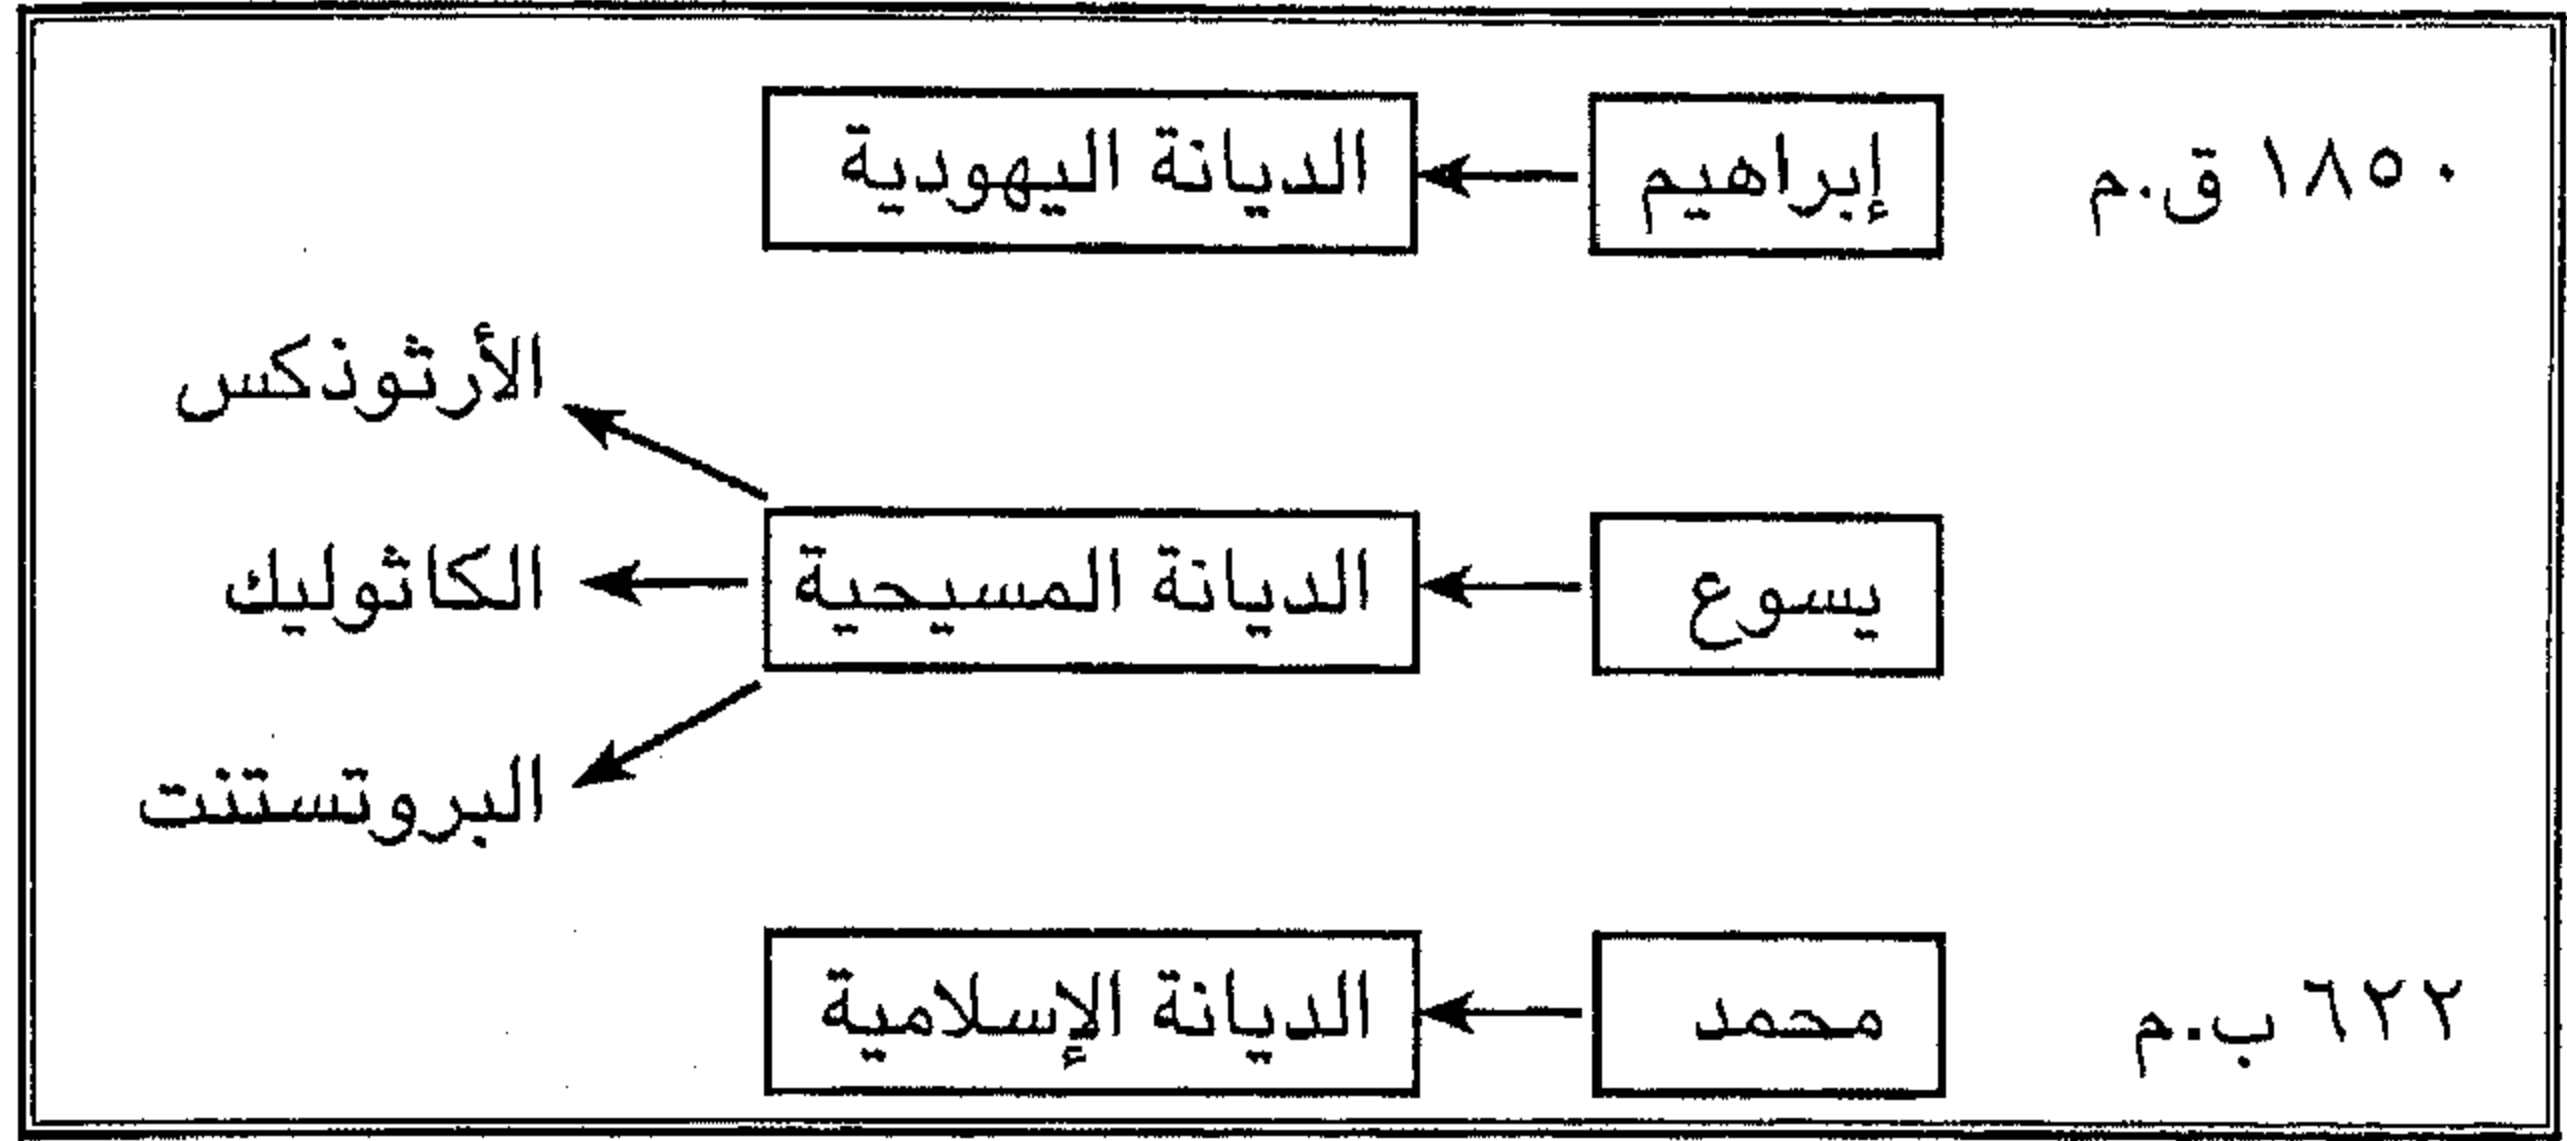 ١٨٥٠ ق.م إبراهيم الديانة اليهودية
الأرثوذكس
يسوع الديانة المسيحية الكاثوليك
البروتستنت
٦٢٢ ب.م محمد الديانة الإسلامية